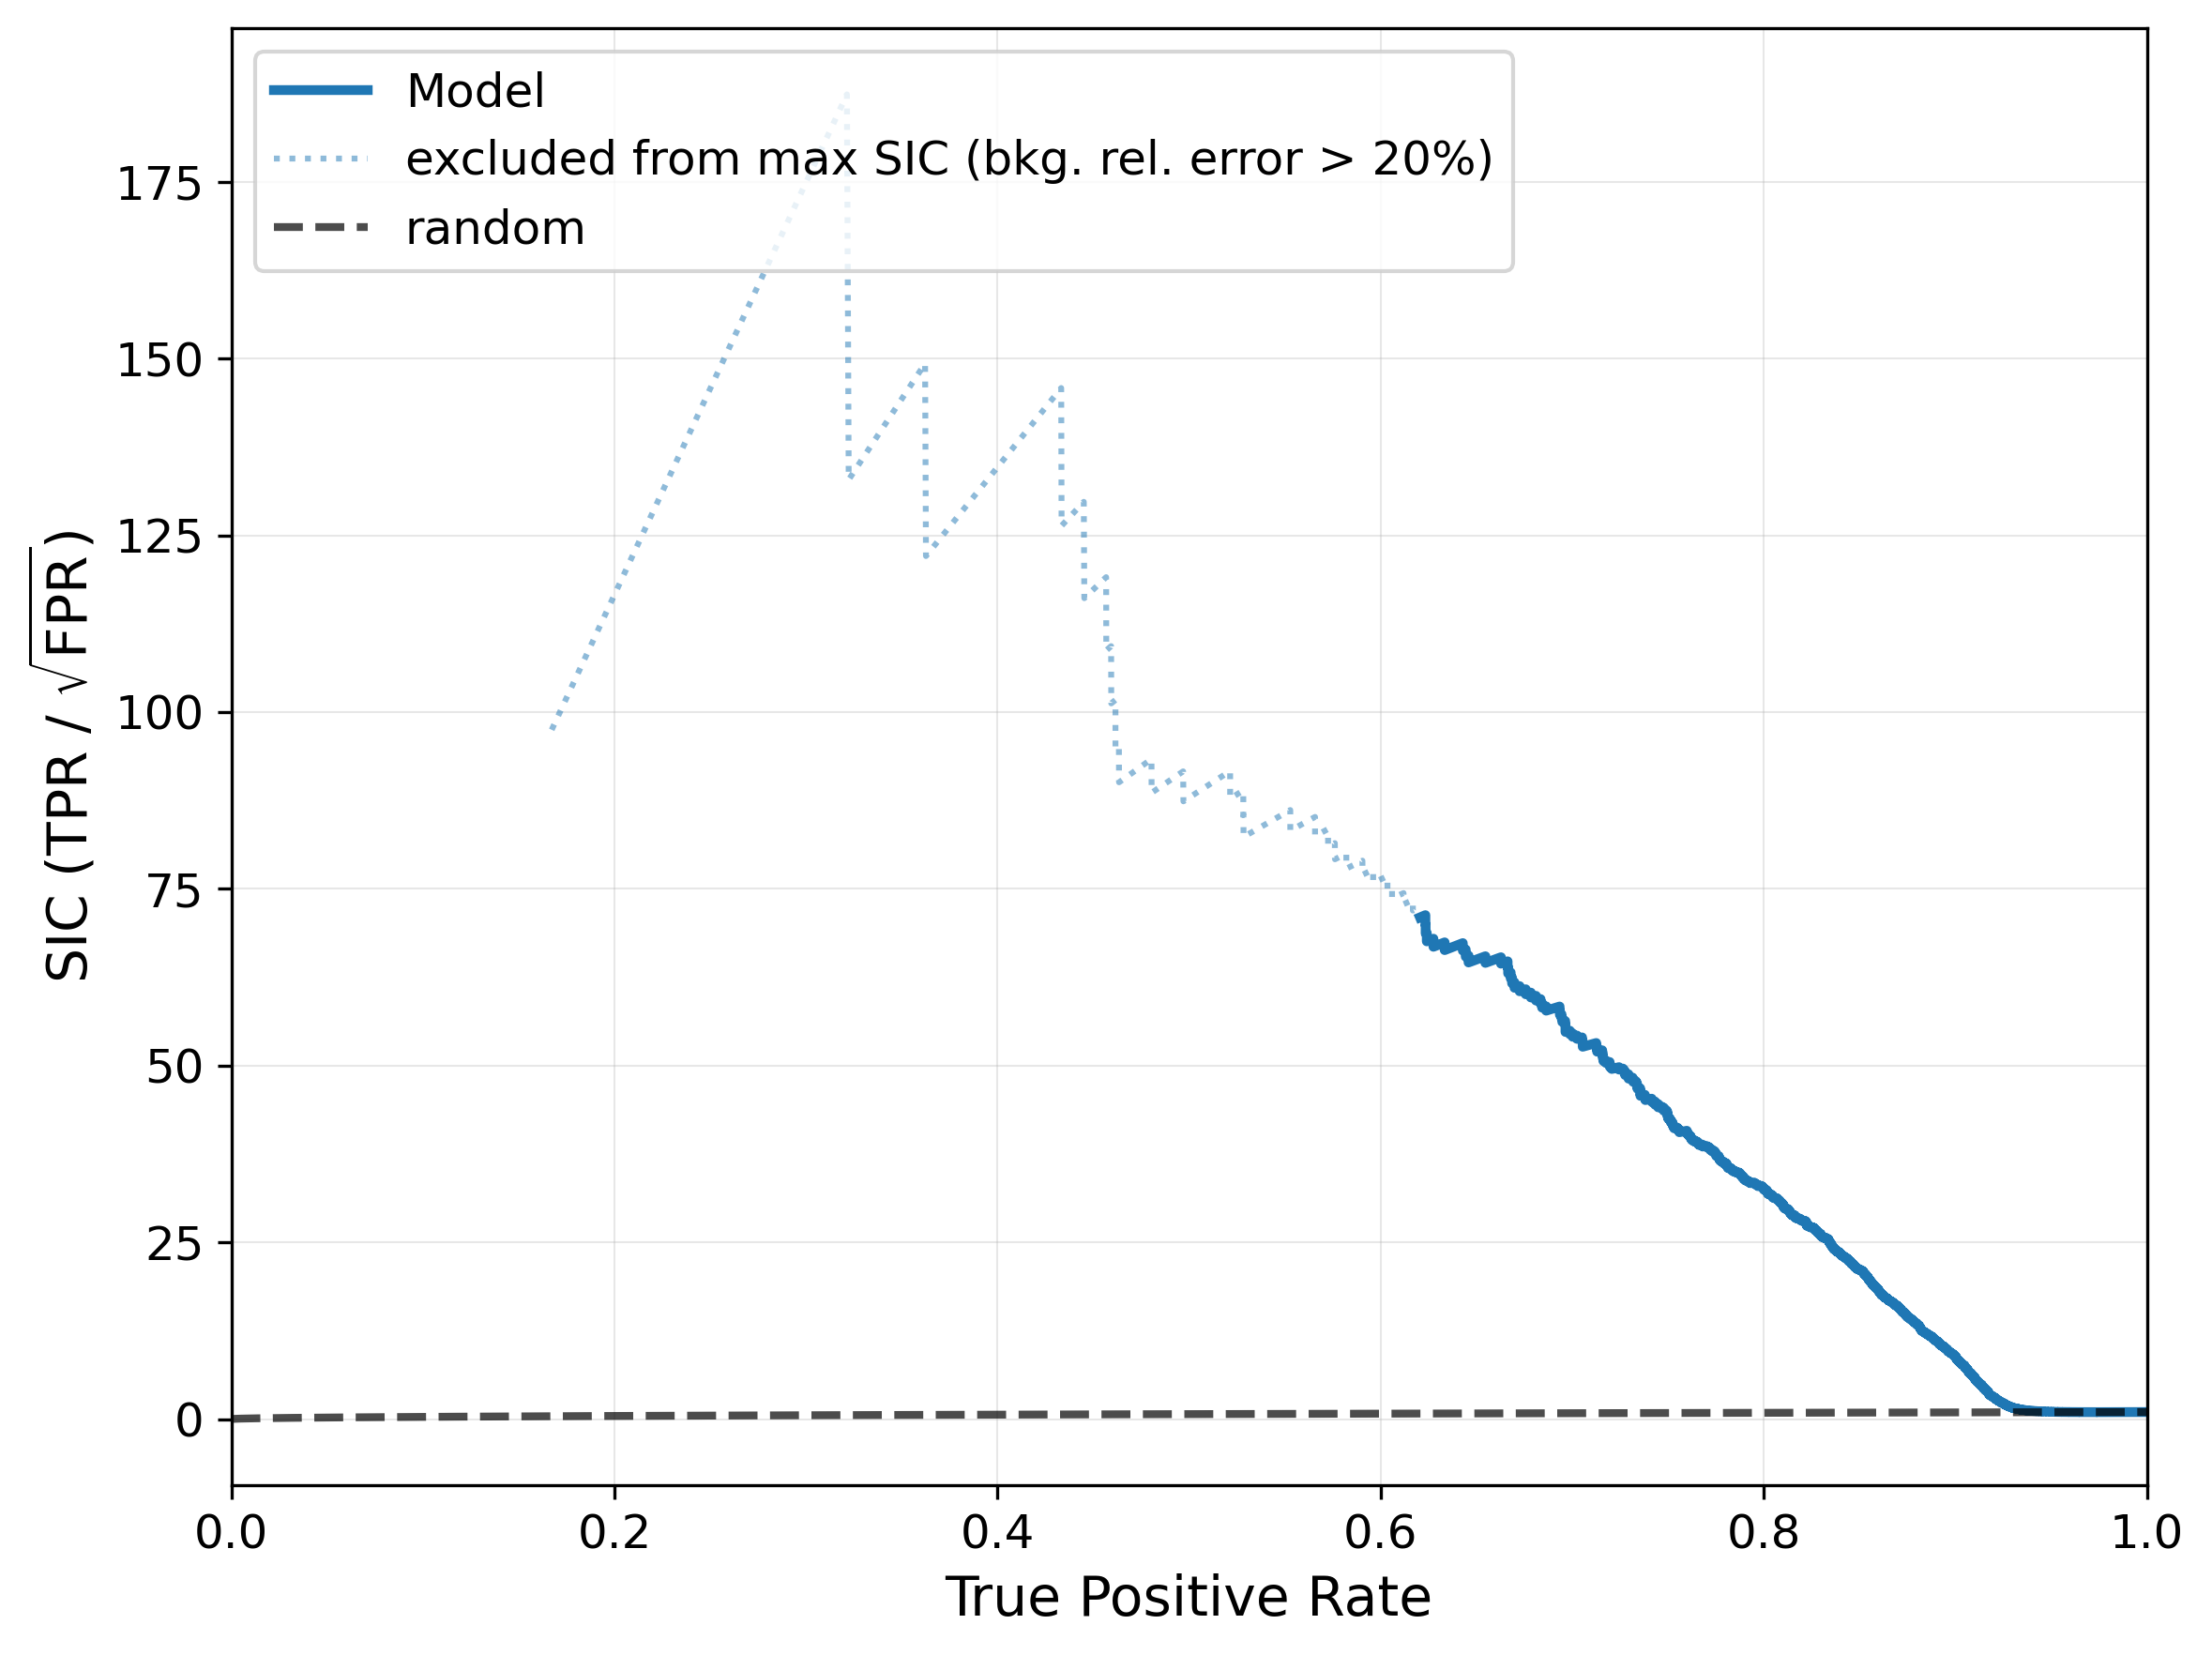 Model
excluded from max SIC (bkg. rel. error > 20%)
random
SIC (TPR / √FPR)
175
150
125
100
75
50
25
0
0.0 0.2 0.4 0.6 0.8 1.0
True Positive Rate